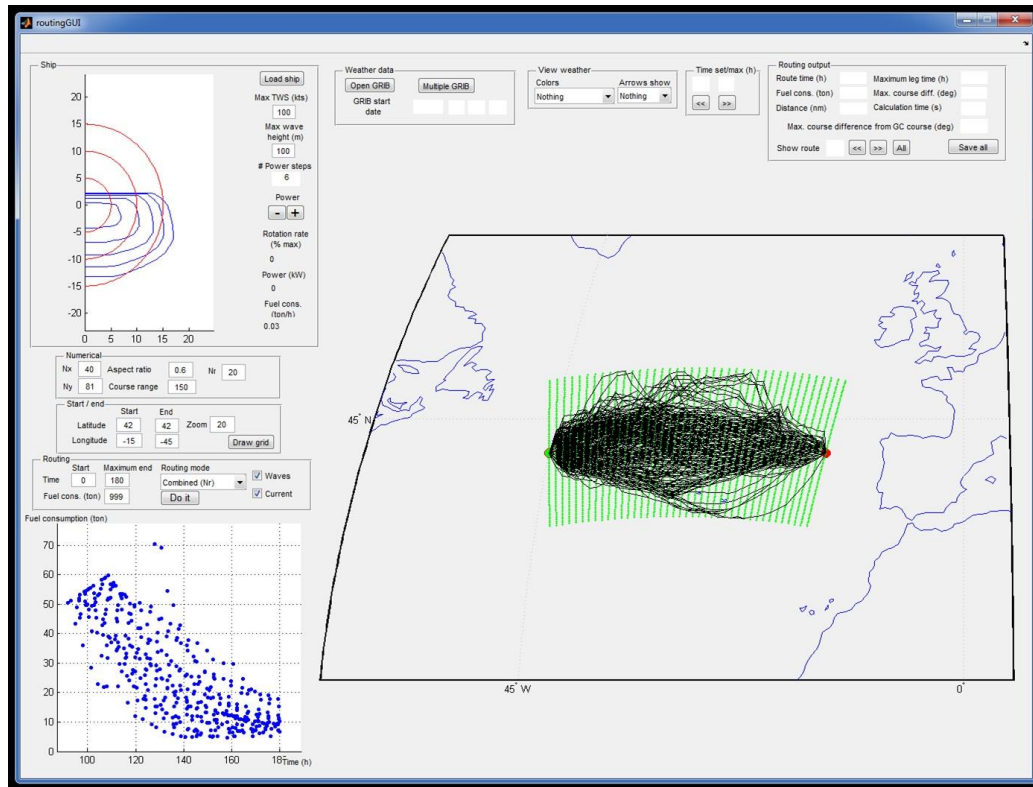 routingGUI
Ship
Load ship
Max TWS (kts)
100
Max wave
height (m)
100
# Power steps
6
Power
- +
Rotation rate
(% max)
0
Power (kW)
0
Fuel cons.
(ton/h)
0.03
20
15
10
5
0
-5
-10
-15
-20
0 5 10 15 20
Weather data
Open GRIB Multiple GRIB
GRIB start
date
View weather
Colors Arrows show
Nothing Nothing
Time set/max (h)
<< >>
Routing output
Route time (h) Maximum leg time (h)
Fuel cons. (ton) Max. course diff. (deg)
Distance (nm) Calculation time (s)
Max. course difference from GC course (deg)
Show route << >> All Save all
Numerical
Nx 40 Aspect ratio 0.6 Nr 20
Ny 81 Course range 150
Start / end
Start End
Latitude 42 42 Zoom 20
Longitude -15 -45 Draw grid
Routing
Start Maximum end Routing mode
Time 0 180 Combined (Nr) Waves
Fuel cons. (ton) 999 Do it Current
Fuel consumption (ton)
70
60
50
40
30
20
10
0
100 120 140 160 18 Time (h)
45° N
45° W 0°